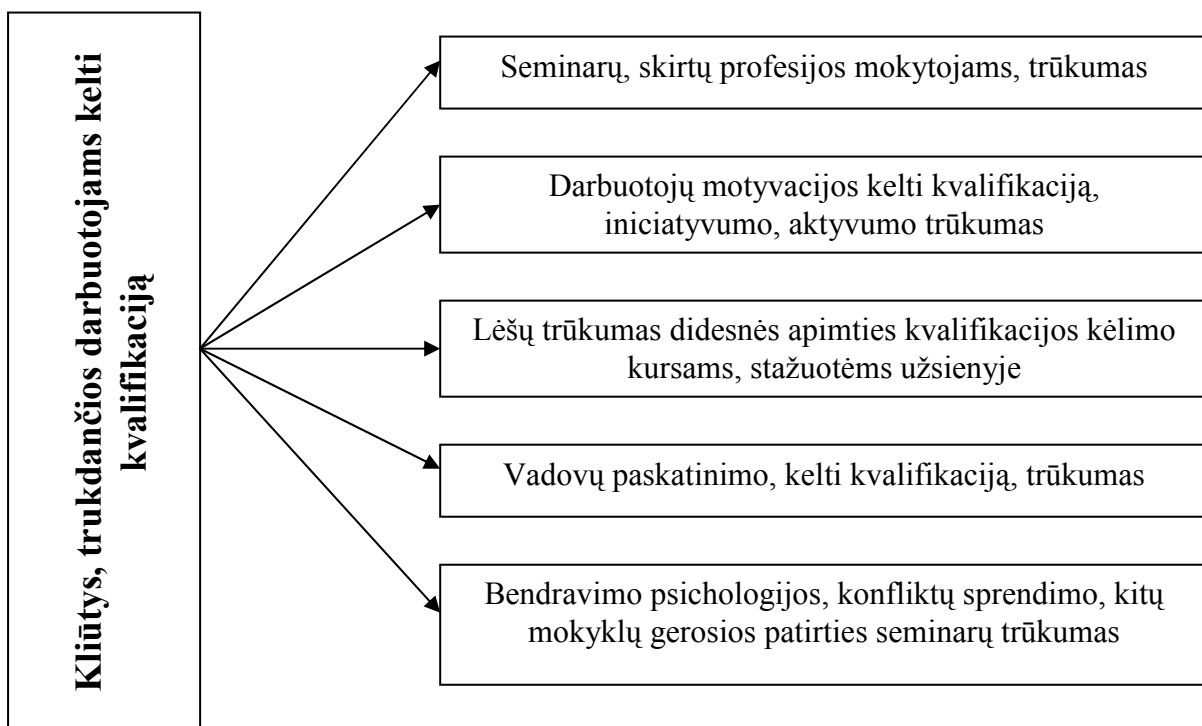 Kliūtys, trukdančios darbuotojams kelti
kvalifikaciją
Seminarų, skirtų profesijos mokytojams, trūkumas
Darbuotojų motyvacijos kelti kvalifikaciją,
iniciatyvumo, aktyvumo trūkumas
Lėšų trūkumas didesnės apimties kvalifikacijos kėlimo
kursams, stažuotėms užsienyje
Vadovų paskatinimo, kelti kvalifikaciją, trūkumas
Bendravimo psichologijos, konfliktų sprendimo, kitų
mokyklų gerosios patirties seminarų trūkumas